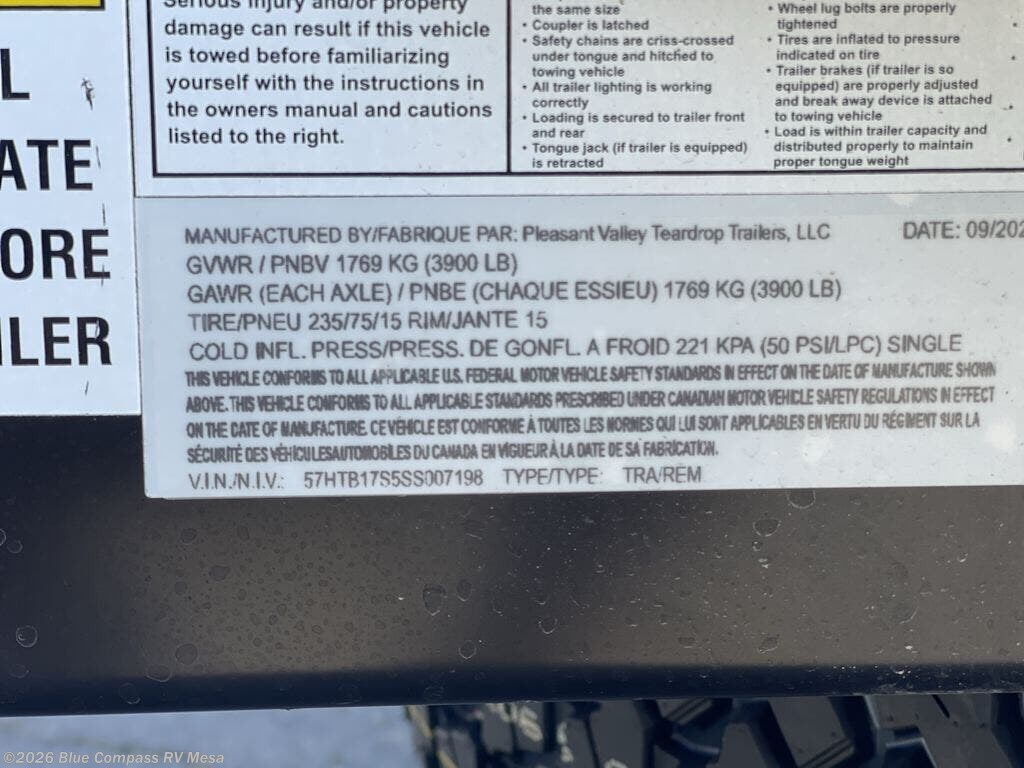 Serious injury and/or property
damage can result if this vehicle
is towed before familiarizing
yourself with the instructions in
the owners manual and cautions
listed to the right.
the same size
• Coupler is latched
• Safety chains are criss-crossed
under tongue and hitched to
towing vehicle
• All trailer lighting is working
correctly
• Loading is secured to trailer front
and rear
• Tongue jack (if trailer is equipped)
is retracted
• Wheel lug bolts are properly
tightened
• Tires are inflated to pressure
indicated on tire
• Trailer brakes (if trailer is so
equipped) are properly adjusted
and break away device is attached
to towing vehicle
• Load is within trailer capacity and
distributed properly to maintain
proper tongue weight
L
ATE
ORE
ILER
MANUFACTURED BY/FABRIQUE PAR: Pleasant Valley Teardrop Trailers, LLC DATE: 09/202
GVWR / PNBV 1769 KG (3900 LB)
GAWR (EACH AXLE) / PNBE (CHAQUE ESSIEU) 1769 KG (3900 LB)
TIRE/PNEU 235/75/15 RIM/JANTE 15
COLD INFL. PRESS/PRESS. DE GONFL. A FROID 221 KPA (50 PSI/LPC) SINGLE
THIS VEHICLE CONFORMS TO ALL APPLICABLE U.S. FEDERAL MOTOR VEHICLE SAFETY STANDARDS IN EFFECT ON THE DATE OF MANUFACTURE SHOWN
ABOVE. THIS VEHICLE CONFORMS TO ALL APPLICABLE STANDARDS PRESCRIBED UNDER CANADIAN MOTOR VEHICLE SAFETY REGULATIONS IN EFFECT
ON THE DATE OF MANUFACTURE. CE VÉHICLE EST CONFORME À TOUTES LES NORMES QUI LUI SONT APPLICABLES EN VERTU DU RÉGIMENT SUR LA
SÉCURITÉ DES VÉHICULESAUTOMOBILES DU CANADA EN VIGUEUR À LA DATE DE SA FABRICATION.
V.I.N./N.I.V.: 57HTB17S5SS007198 TYPE/TYPE: TRA/REM
©2026 Blue Compass RV Mesa